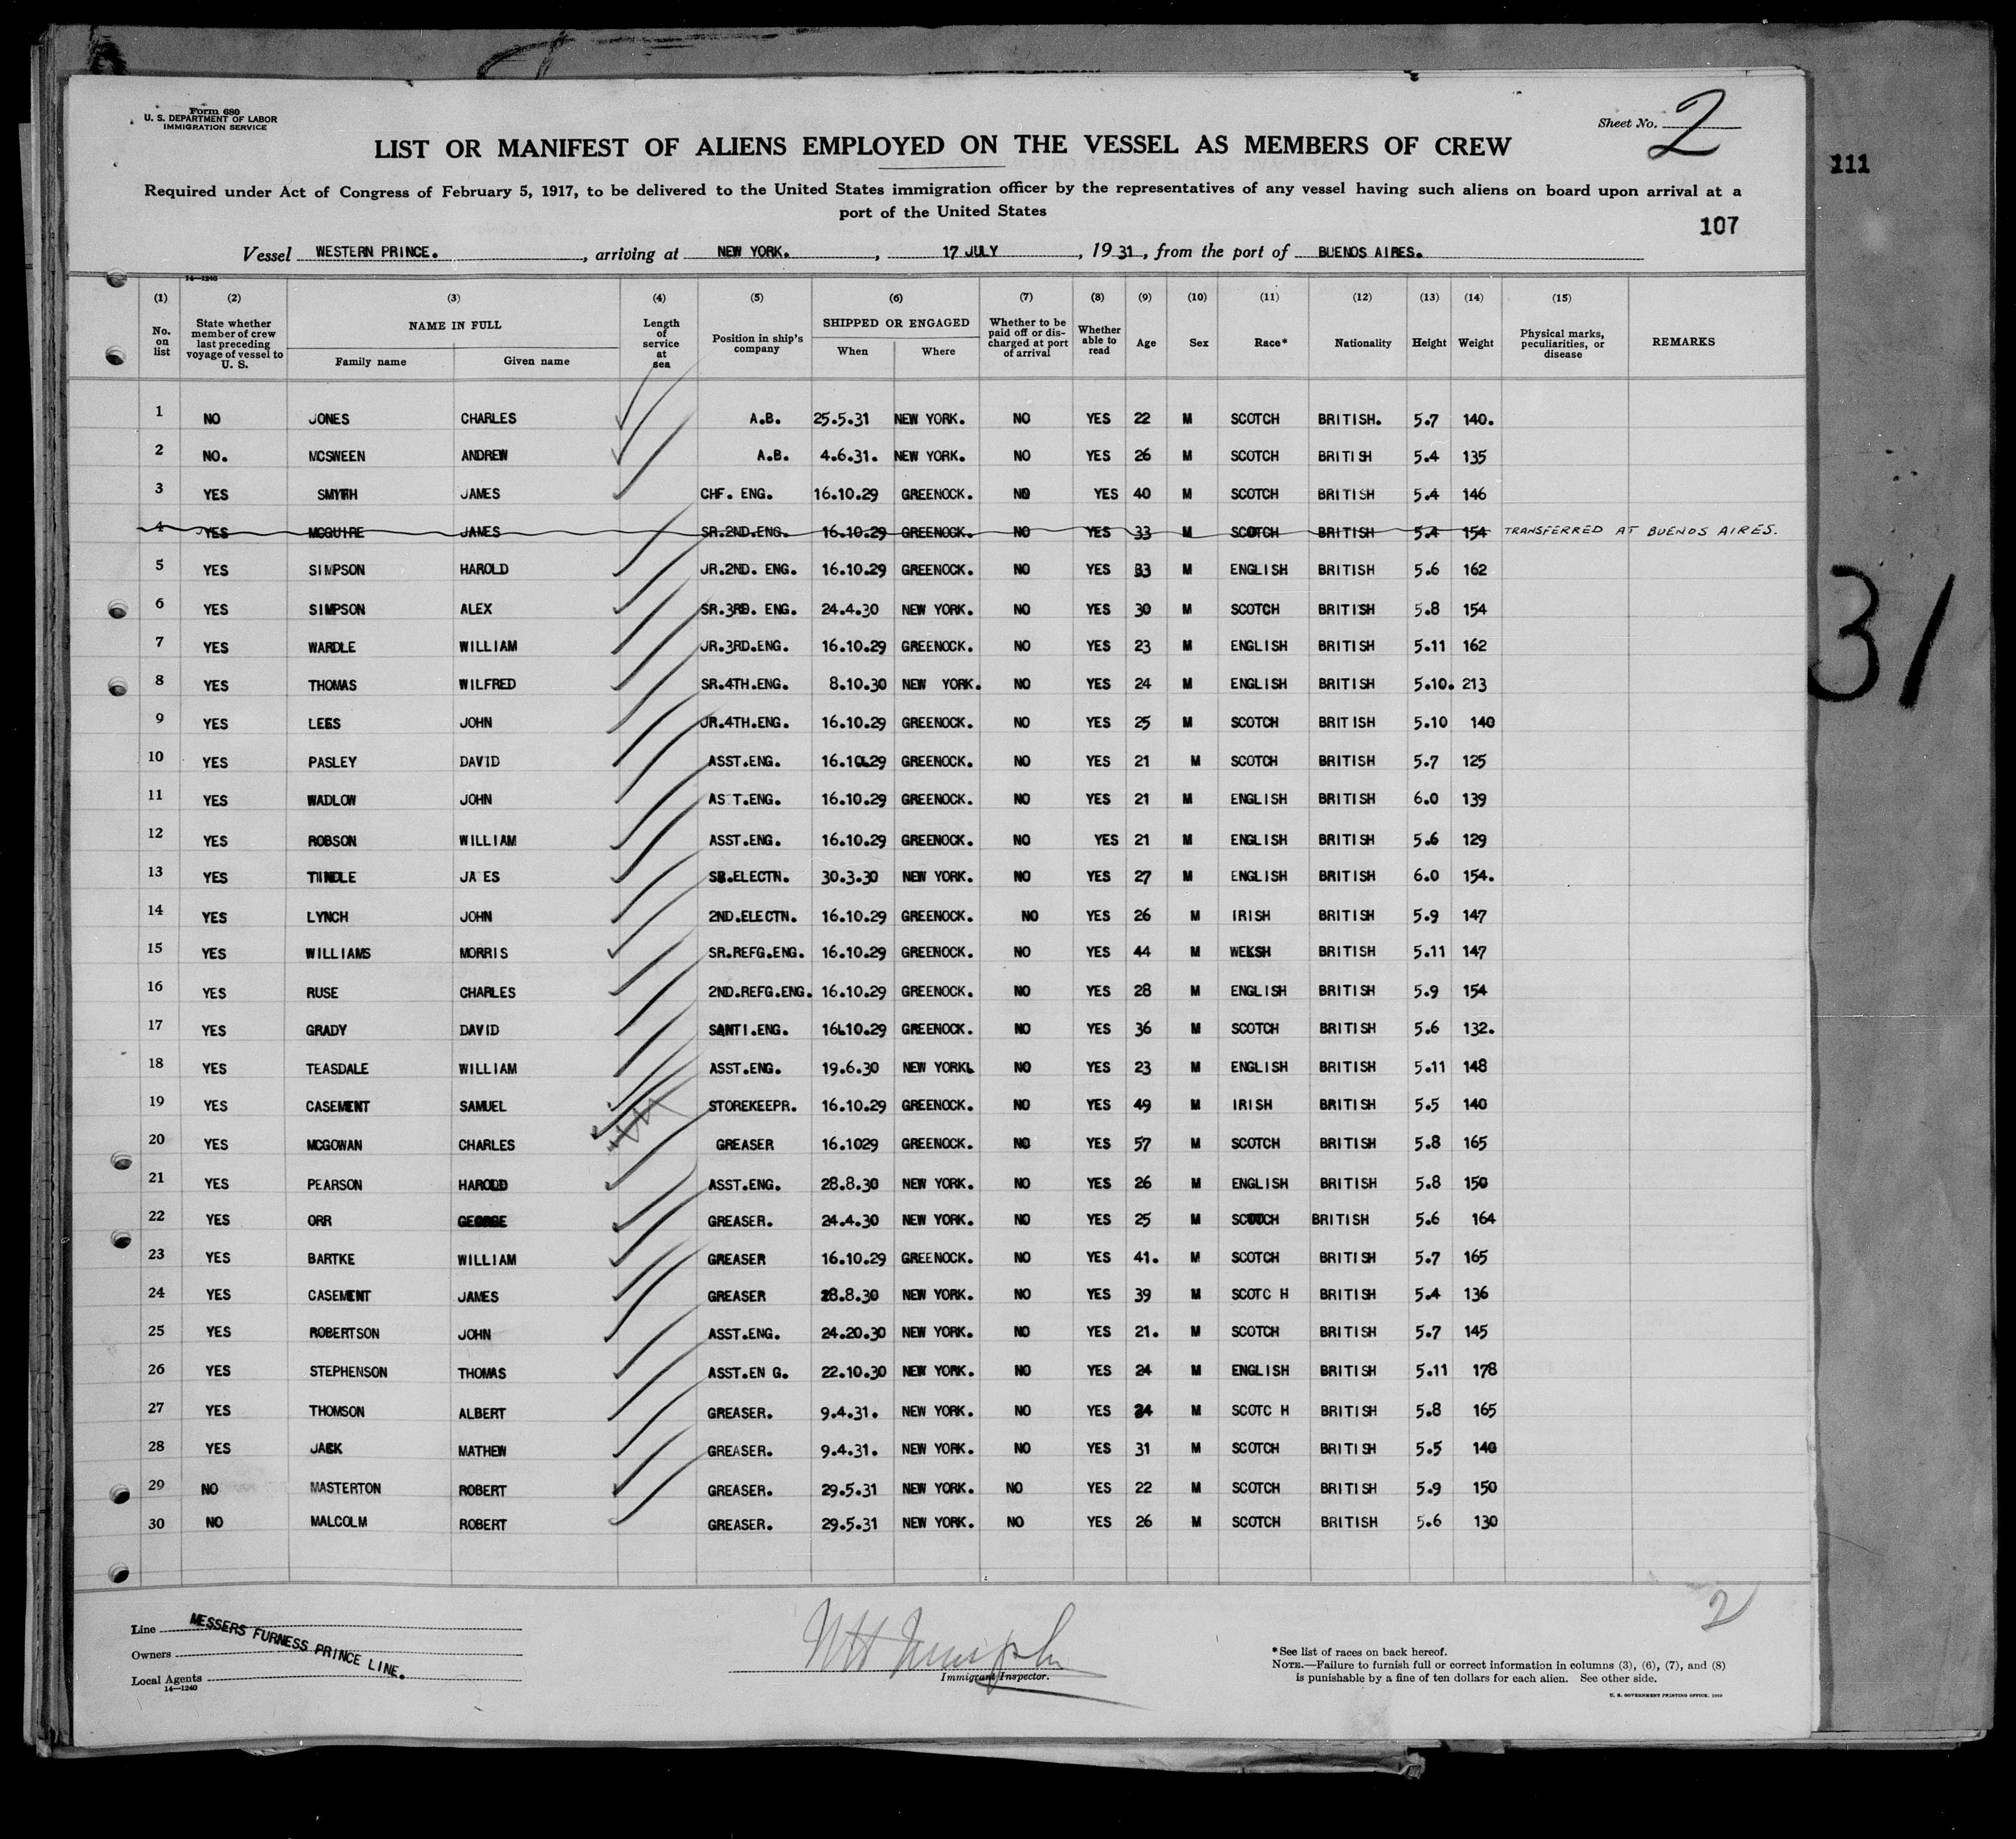 Form 680
U. S. DEPARTMENT OF LABOR
IMMIGRATION SERVICE
Sheet No. 2
LIST OR MANIFEST OF ALIENS EMPLOYED ON THE VESSEL AS MEMBERS OF CREW
111
Required under Act of Congress of February 5, 1917, to be delivered to the United States immigration officer by the representatives of any vessel having such aliens on board upon arrival at a
port of the United States
107
Vessel WESTERN PRINCE. , arriving at NEW YORK. , 17 JULY , 1931, from the port of BUENOS AIRES.
14—1240
(1) (2) (3) (4) (5) (6) (7) (8) (9) (10) (11) (12) (13) (14) (15)
No. on list State whether member of crew last preceding voyage of vessel to U. S. NAME IN FULL Family name Given name Length of service at sea Position in ship's company SHIPPED OR ENGAGED When Where Whether to be paid off or discharged at port of arrival Whether able to read Age Sex Race* Nationality Height Weight Physical marks, peculiarities, or disease REMARKS
1 NO JONES CHARLES A.B. 25.5.31 NEW YORK. NO YES 22 M SCOTCH BRITISH. 5.7 140.
2 NO. MCSWEEN ANDREW A.B. 4.6.31. NEW YORK. NO YES 26 M SCOTCH BRITISH 5.4 135
3 YES SMYTH JAMES CHF. ENG. 16.10.29 GREENOCK. NO YES 40 M SCOTCH BRITISH 5.4 146
4 YES MCGUIRE JAMES SR.2ND.ENG. 16.10.29 GREENOCK. NO YES 33 M SCOTCH BRITISH 5.4 154 TRANSFERRED AT BUENOS AIRES.
5 YES SIMPSON HAROLD JR.2ND. ENG. 16.10.29 GREENOCK. NO YES 33 M ENGLISH BRITISH 5.6 162
6 YES SIMPSON ALEX SR.3RD. ENG. 24.4.30 NEW YORK. NO YES 30 M SCOTCH BRITISH 5.8 154
7 YES WARDLE WILLIAM JR.3RD.ENG. 16.10.29 GREENOCK. NO YES 23 M ENGLISH BRITISH 5.11 162
8 YES THOMAS WILFRED SR.4TH.ENG. 8.10.30 NEW YORK. NO YES 24 M ENGLISH BRITISH 5.10. 213
9 YES LEES JOHN JR.4TH.ENG. 16.10.29 GREENOCK. NO YES 25 M SCOTCH BRITISH 5.10 140
10 YES PASLEY DAVID ASST.ENG. 16.10.29 GREENOCK. NO YES 21 M SCOTCH BRITISH 5.7 125
11 YES WADLOW JOHN AS T.ENG. 16.10.29 GREENOCK. NO YES 21 M ENGLISH BRITISH 6.0 139
12 YES ROBSON WILLIAM ASST.ENG. 16.10.29 GREENOCK. NO YES 21 M ENGLISH BRITISH 5.6 129
13 YES JA ES SR.ELECTN. 30.3.30 NEW YORK. NO YES 27 M ENGLISH BRITISH 6.0 154.
14 YES LYNCH JOHN 2ND.ELECTN. 16.10.29 GREENOCK. NO YES 26 M IRISH BRITISH 5.9 147
15 YES WILLIAMS MORRIS SR.REFG.ENG. 16.10.29 GREENOCK. NO YES 44 M WELSH BRITISH 5.11 147
16 YES RUSE CHARLES 2ND.REFG.ENG. 16.10.29 GREENOCK. NO YES 28 M ENGLISH BRITISH 5.9 154
17 YES GRADY DAVID SANTI.ENG. 16L10.29 GREENOCK. NO YES 36 M SCOTCH BRITISH 5.6 132.
18 YES TEASDALE WILLIAM ASST.ENG. 19.6.30 NEW YORKL NO YES 23 M ENGLISH BRITISH 5.11 148
19 YES CASEMENT SAMUEL STOREKEEPR. 16.10.29 GREENOCK. NO YES 49 M IRISH BRITISH 5.5 140
20 YES MCGOWAN CHARLES GREASER 16.1029 GREENOCK. NO YES 57 M SCOTCH BRITISH 5.8 165
21 YES PEARSON HAROLD ASST.ENG. 28.8.30 NEW YORK. NO YES 26 M ENGLISH BRITISH 5.8 150
22 YES ORR GEORGE GREASER. 24.4.30 NEW YORK. NO YES 25 M SCOTCH BRITISH 5.6 164
23 YES BARTKE WILLIAM GREASER 16.10.29 GREENOCK. NO YES 41. M SCOTCH BRITISH 5.7 165
24 YES CASEMENT JAMES GREASER 28.8.30 NEW YORK. NO YES 39 M SCOTC H BRITISH 5.4 136
25 YES ROBERTSON JOHN ASST.ENG. 24.20.30 NEW YORK. NO YES 21. M SCOTCH BRITISH 5.7 145
26 YES STEPHENSON THOMAS ASST.EN G. 22.10.30 NEW YORK. NO YES 24 M ENGLISH BRITISH 5.11 178
27 YES THOMSON ALBERT GREASER. 9.4.31. NEW YORK. NO YES 24 M SCOTC H BRITISH 5.8 165
28 YES JACK MATHEW GREASER. 9.4.31. NEW YORK. NO YES 31 M SCOTCH BRITISH 5.5 140
29 NO MASTERTON ROBERT GREASER. 29.5.31 NEW YORK. NO YES 22 M SCOTCH BRITISH 5.9 150
30 NO MALCOLM ROBERT GREASER. 29.5.31 NEW YORK. NO YES 26 M SCOTCH BRITISH 5.6 130
31
2
Line
Owners
Local Agents
MESSERS FURNESS PRINCE LINE.
14—1240
Immigrant Inspector.
*See list of races on back hereof.
NOTE.—Failure to furnish full or correct information in columns (3), (6), (7), and (8)
is punishable by a fine of ten dollars for each alien. See other side.
U. S. GOVERNMENT PRINTING OFFICE.